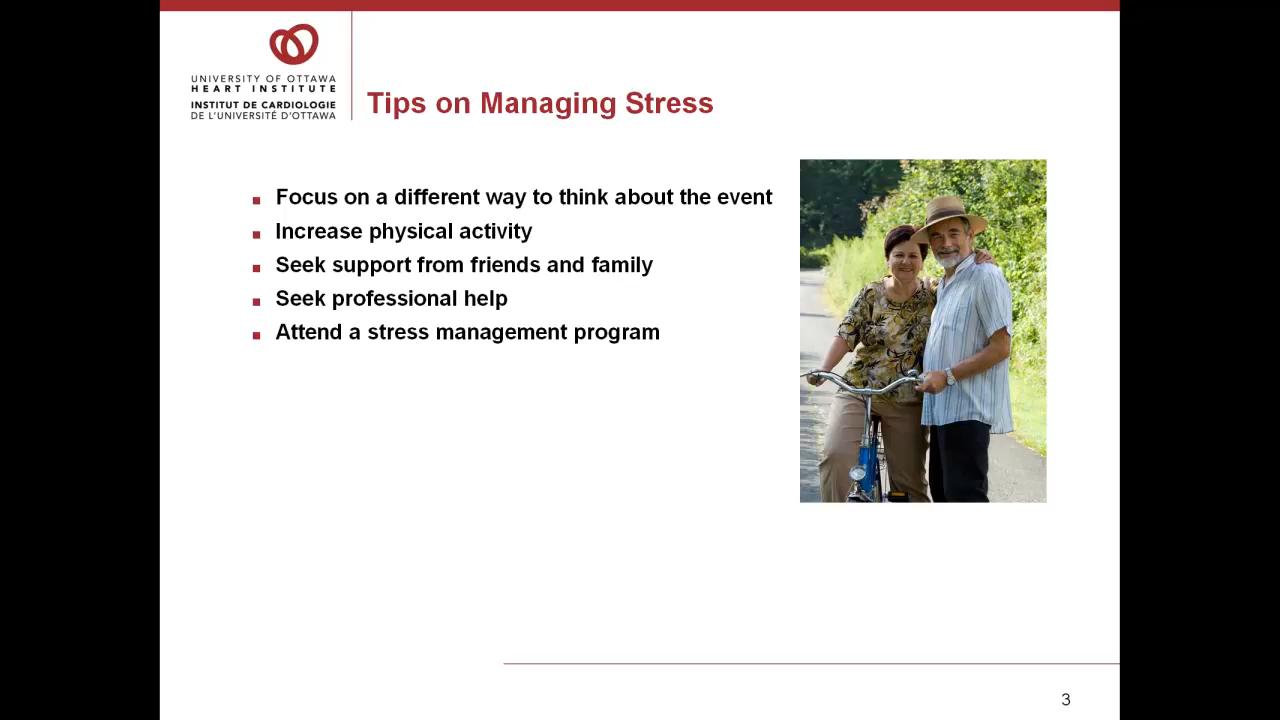 UNIVERSITY OF OTTAWA
HEART INSTITUTE
INSTITUT DE CARDIOLOGIE
DE L'UNIVERSITÉ D'OTTAWA
Tips on Managing Stress
Focus on a different way to think about the event
Increase physical activity
Seek support from friends and family
Seek professional help
Attend a stress management program
3